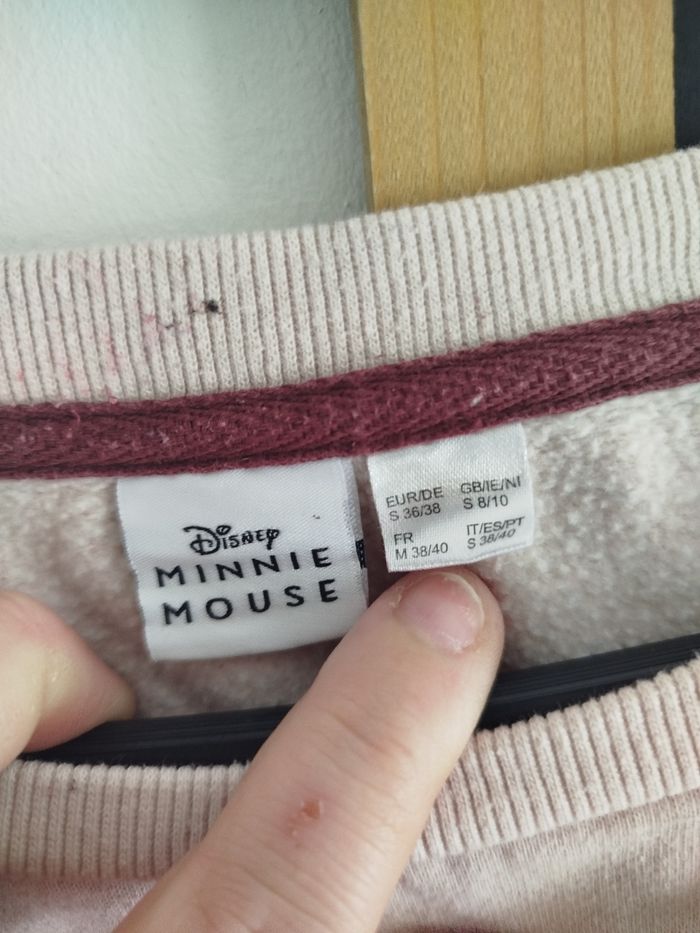 Disney
MINNIE
MOUSE
EUR/DE GB/IE/NI
S 36/38 S 8/10
FR IT/ES/PT
M 38/40 S 38/40